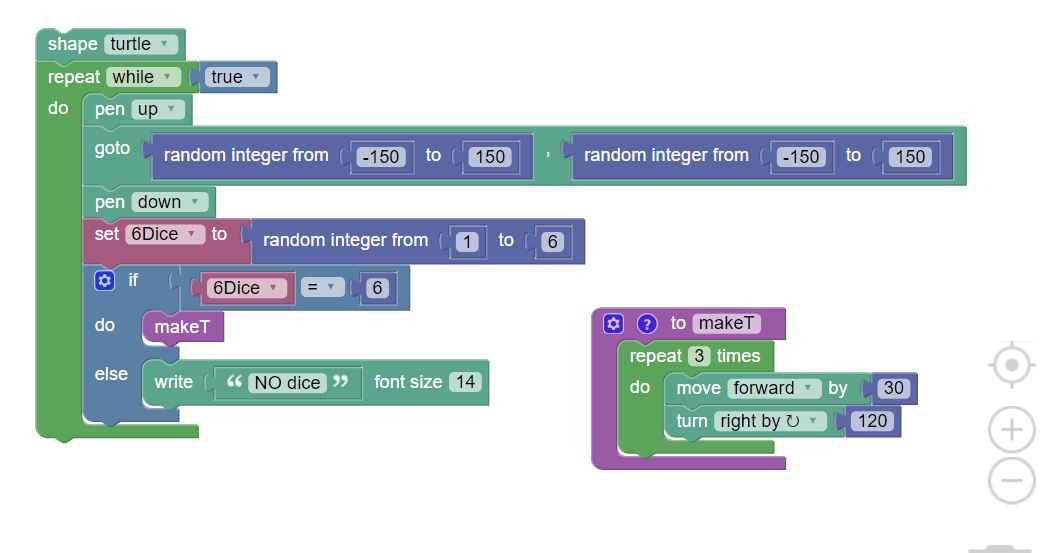 shape turtle
repeat while true
do pen up
goto random integer from -150 to 150 , random integer from -150 to 150
pen down
set 6Dice to random integer from 1 to 6
if 6Dice = 6
do makeT
else write “ NO dice ” font size 14
? to makeT
repeat 3 times
do move forward by 30
turn right by ↻ 120